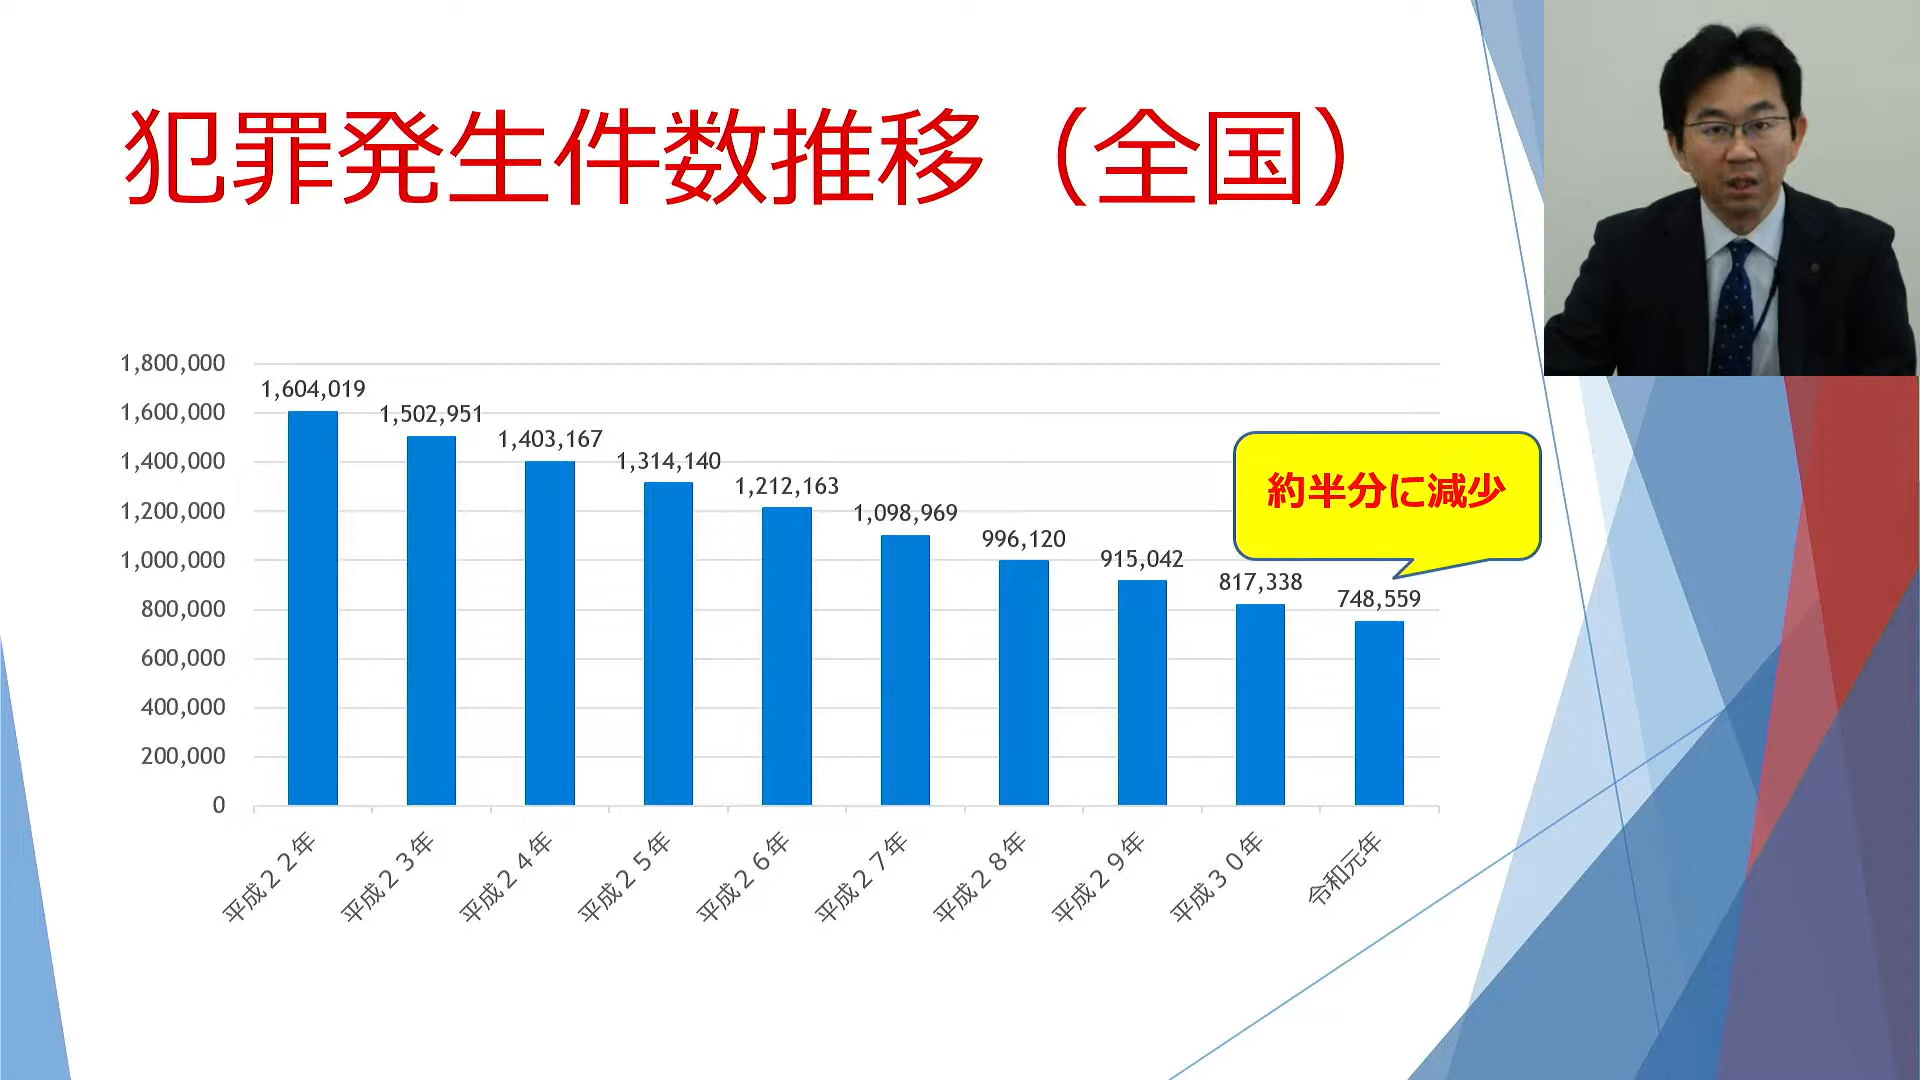 犯罪発生件数推移（全国）
1,800,000
1,600,000
1,400,000
1,200,000
1,000,000
800,000
600,000
400,000
200,000
0
1,604,019
1,502,951
1,403,167
1,314,140
1,212,163
1,098,969
996,120
915,042
817,338
748,559
約半分に減少
平成２２年
平成２３年
平成２４年
平成２５年
平成２６年
平成２７年
平成２８年
平成２９年
平成３０年
令和元年